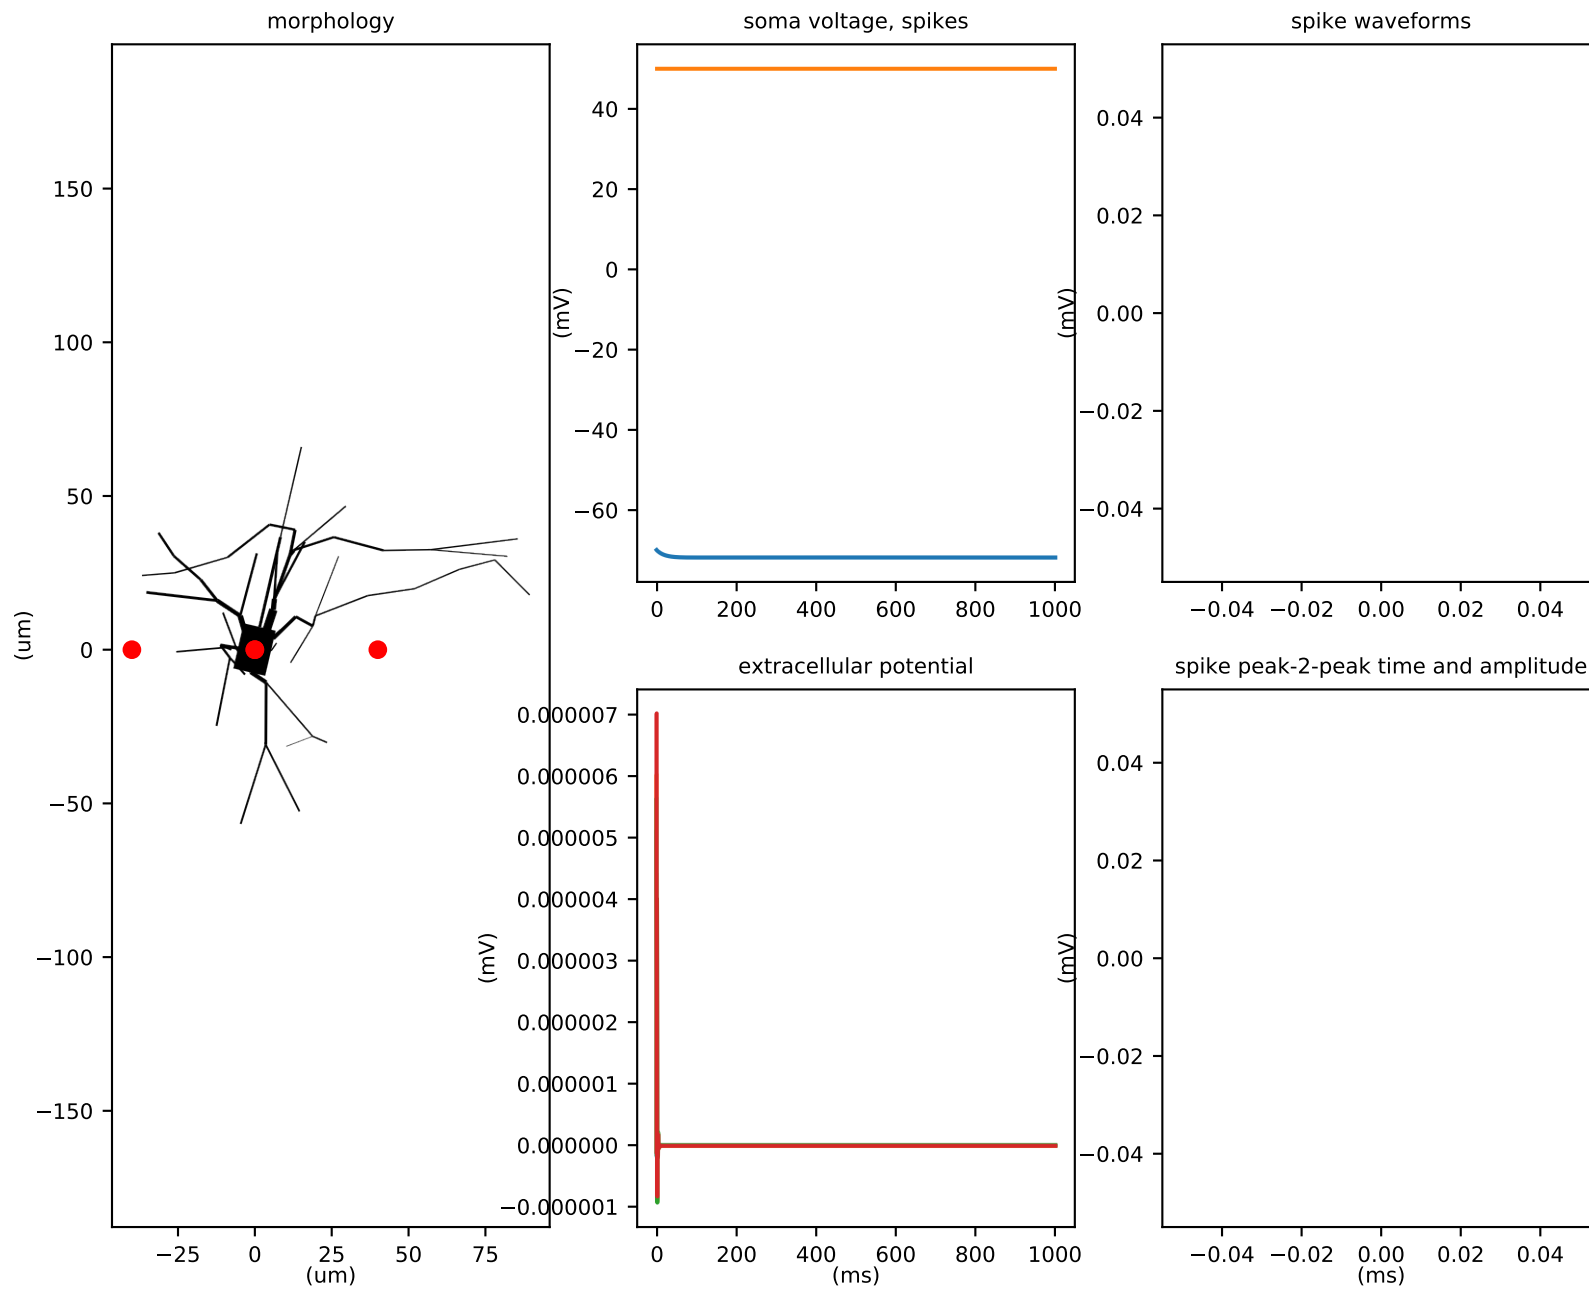 morphology
150
100
50
0
−50
−100
−150
(um)
−25 0 25 50 75
(um)
soma voltage, spikes
40
20
0
−20
−40
−60
(mV)
0 200 400 600 800 1000
spike waveforms
0.04
0.02
0.00
−0.02
−0.04
(mV)
−0.04 −0.02 0.00 0.02 0.04
extracellular potential
0.000007
0.000006
0.000005
0.000004
0.000003
0.000002
0.000001
0.000000
−0.000001
(mV)
0 200 400 600 800 1000
(ms)
spike peak-2-peak time and amplitude
0.04
0.02
0.00
−0.02
−0.04
(mV)
−0.04 −0.02 0.00 0.02 0.04
(ms)